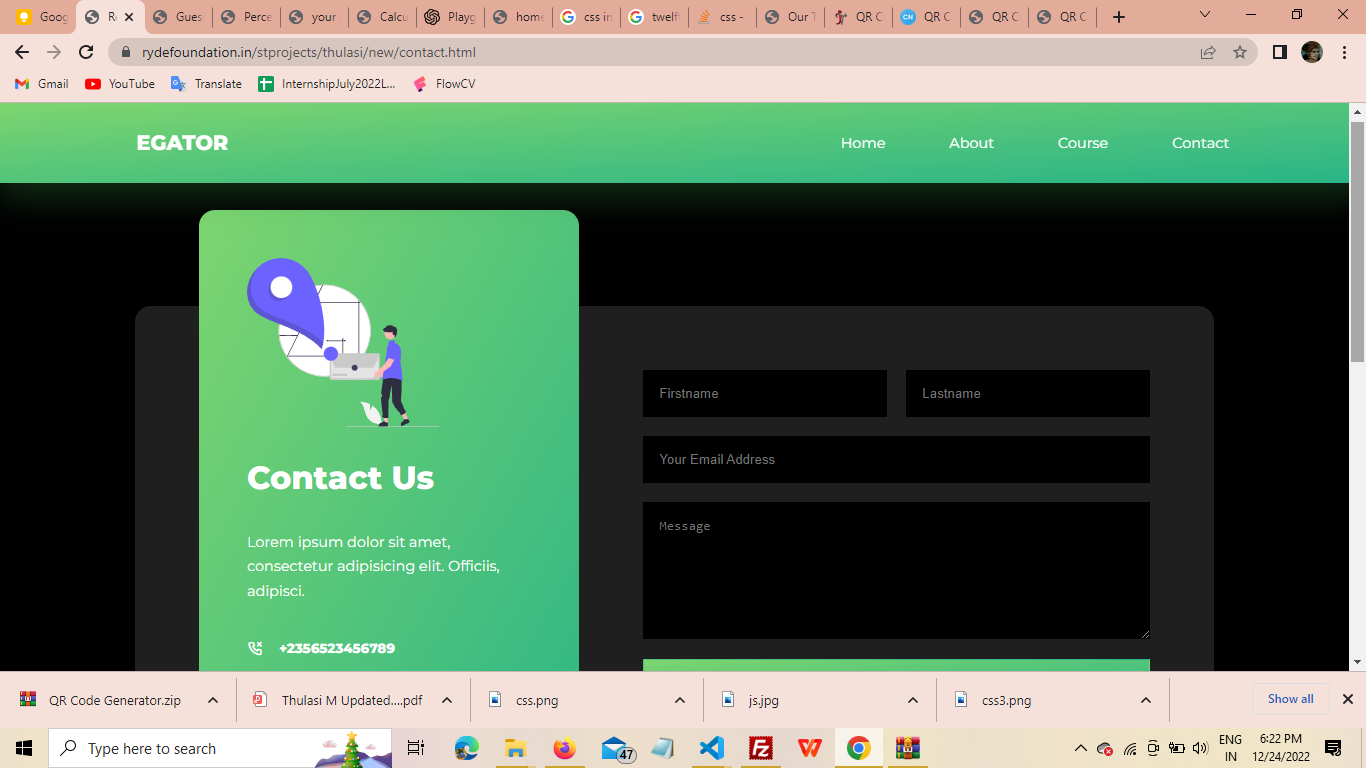 Goog
Re
Gues
Perce
your
Calcu
Playg
home
css in
twelf
css -
Our T
QR C
QR C
QR C
QR C
rydefoundation.in/stprojects/thulasi/new/contact.html
Gmail
YouTube
Translate
InternshipJuly2022L...
FlowCV
EGATOR
Home
About
Course
Contact
Contact Us
Lorem ipsum dolor sit amet,
consectetur adipisicing elit. Officiis,
adipisci.
+2356523456789
Firstname
Lastname
Your Email Address
Message
QR Code Generator.zip
Thulasi M Updated....pdf
css.png
js.jpg
css3.png
Show all
Type here to search
47
ENG
IN
6:22 PM
12/24/2022